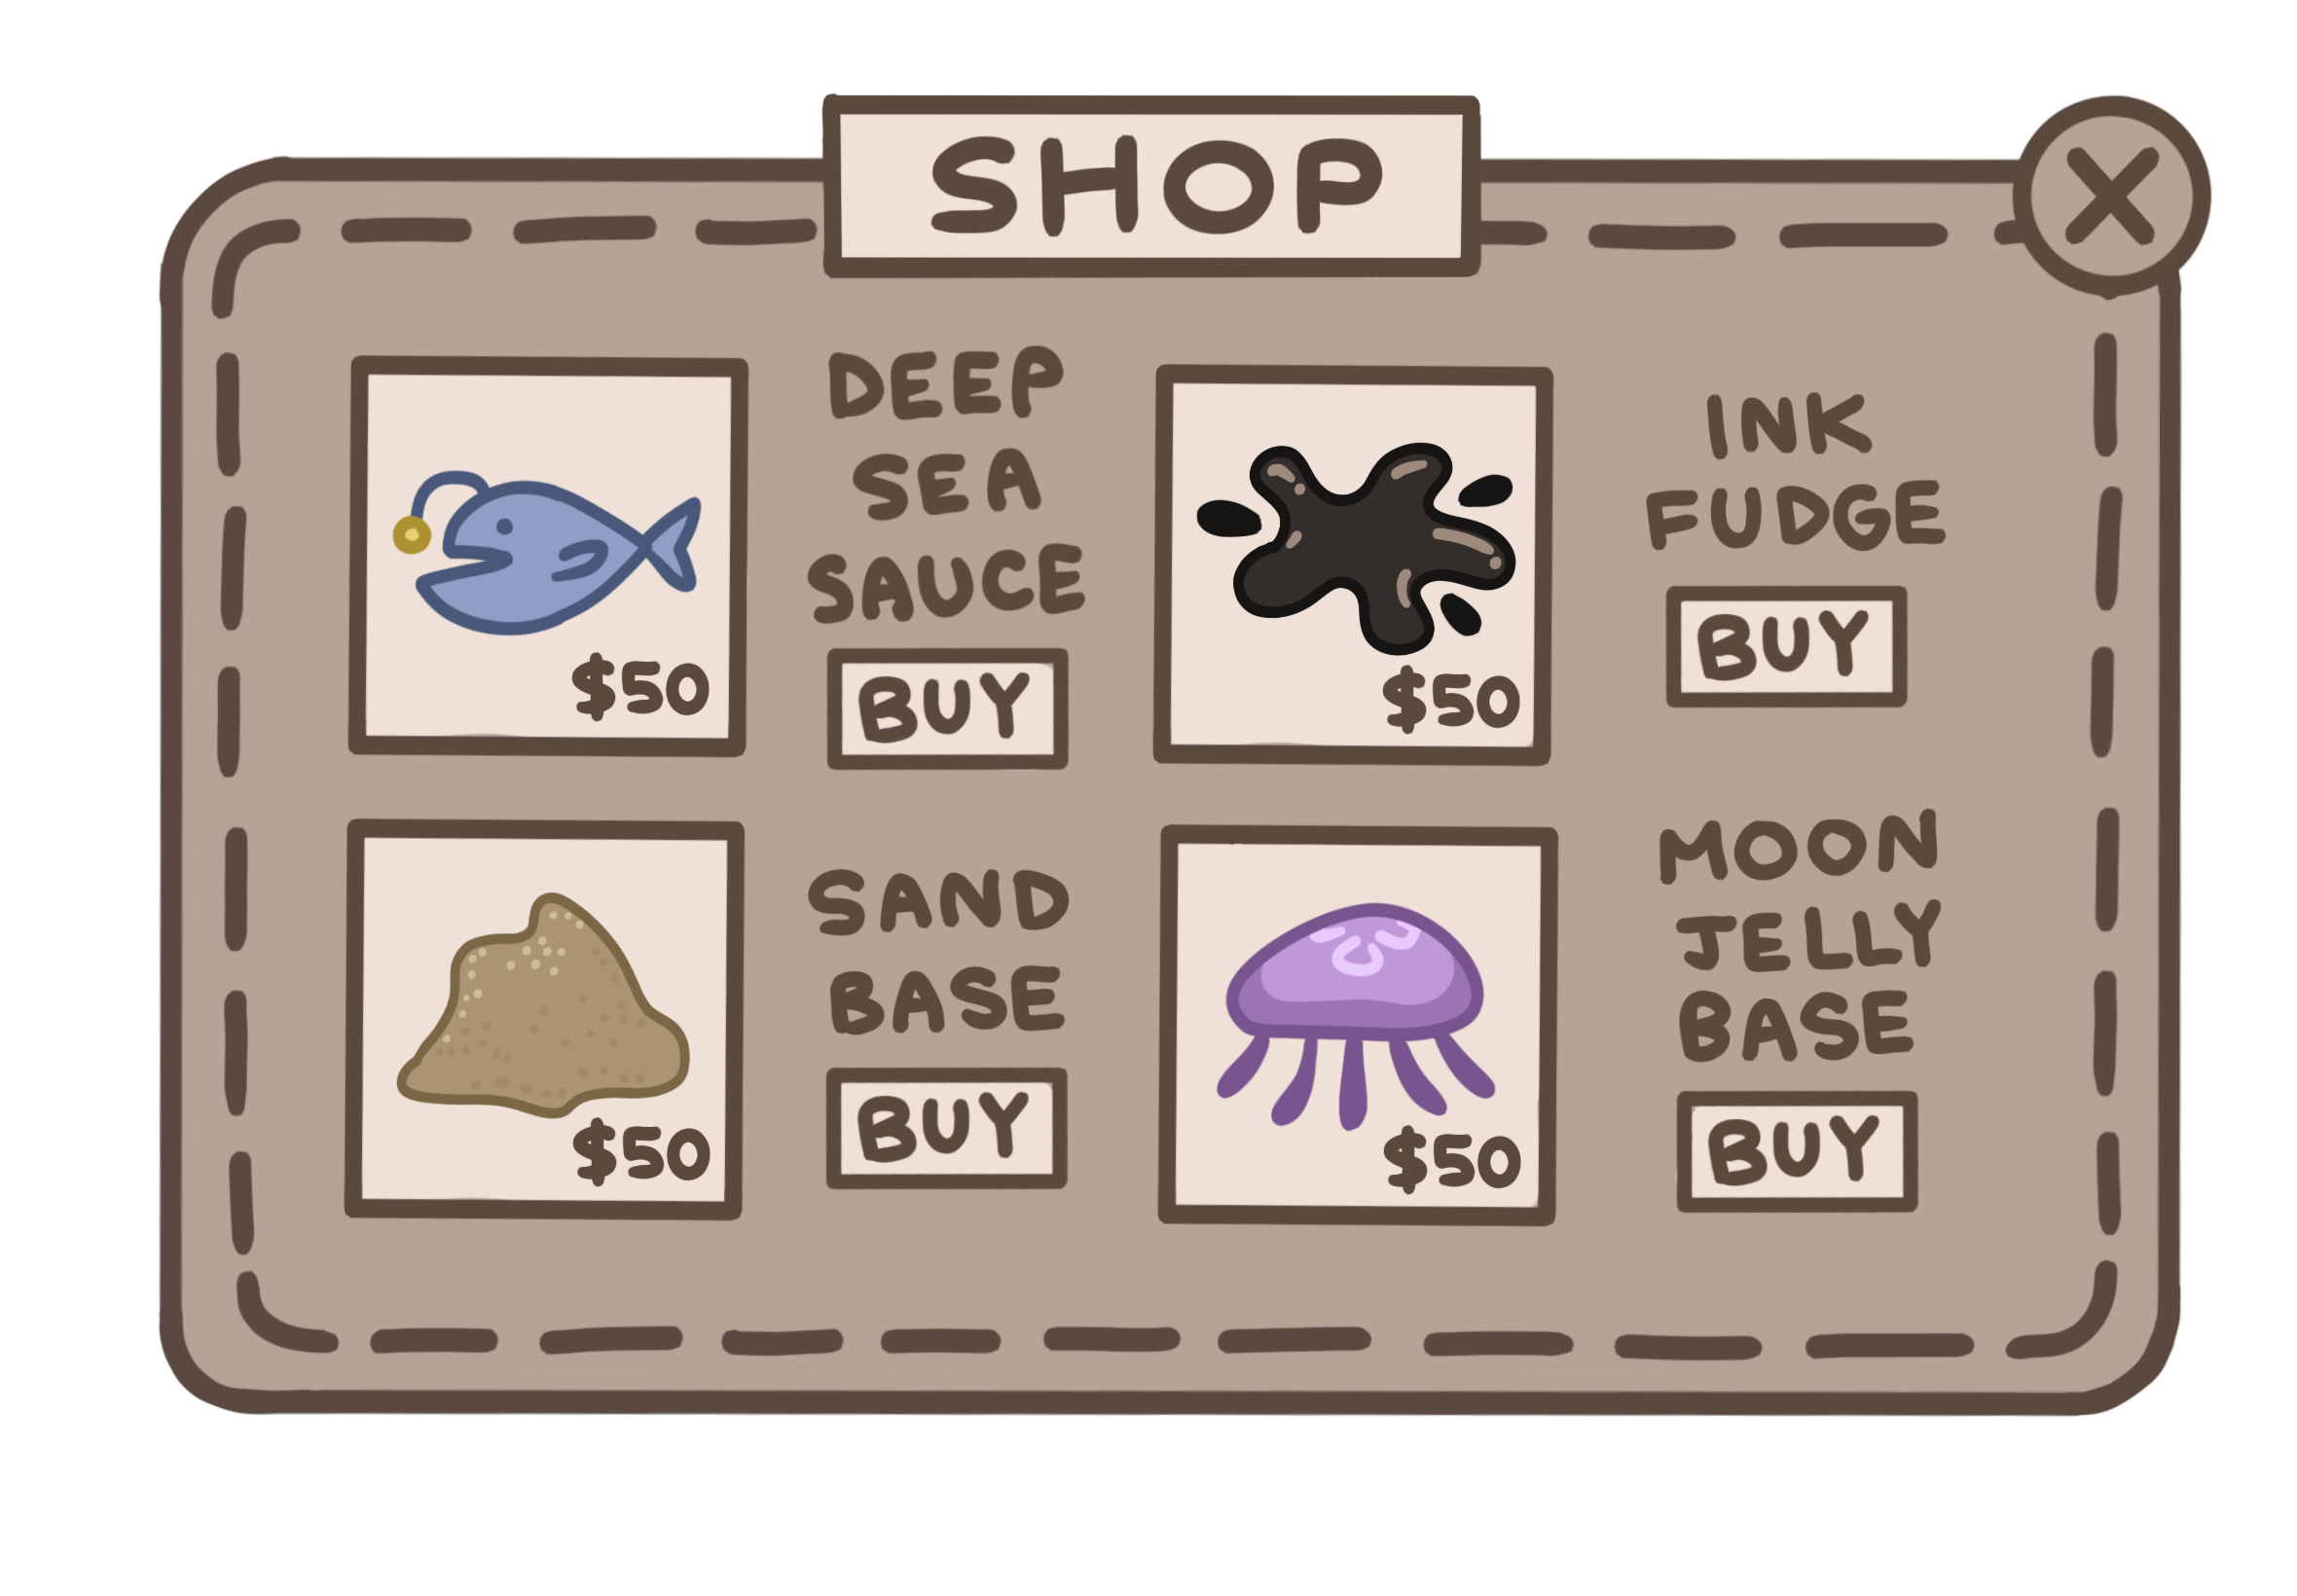 SHOP
X
DEEP
SEA
SAUCE
$50
BUY
INK
FUDGE
BUY
$50
SAND
BASE
BUY
$50
MOON
JELLY
BASE
BUY
$50